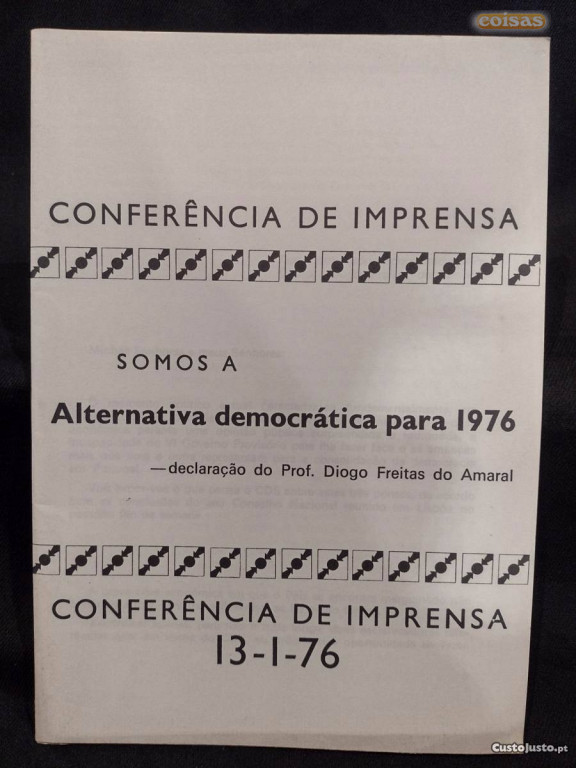 coisas
CONFERÊNCIA DE IMPRENSA
SOMOS A
Alternativa democrática para 1976
—declaração do Prof. Diogo Freitas do Amaral
CONFERÊNCIA DE IMPRENSA
13-1-76
CustoJusto.pt